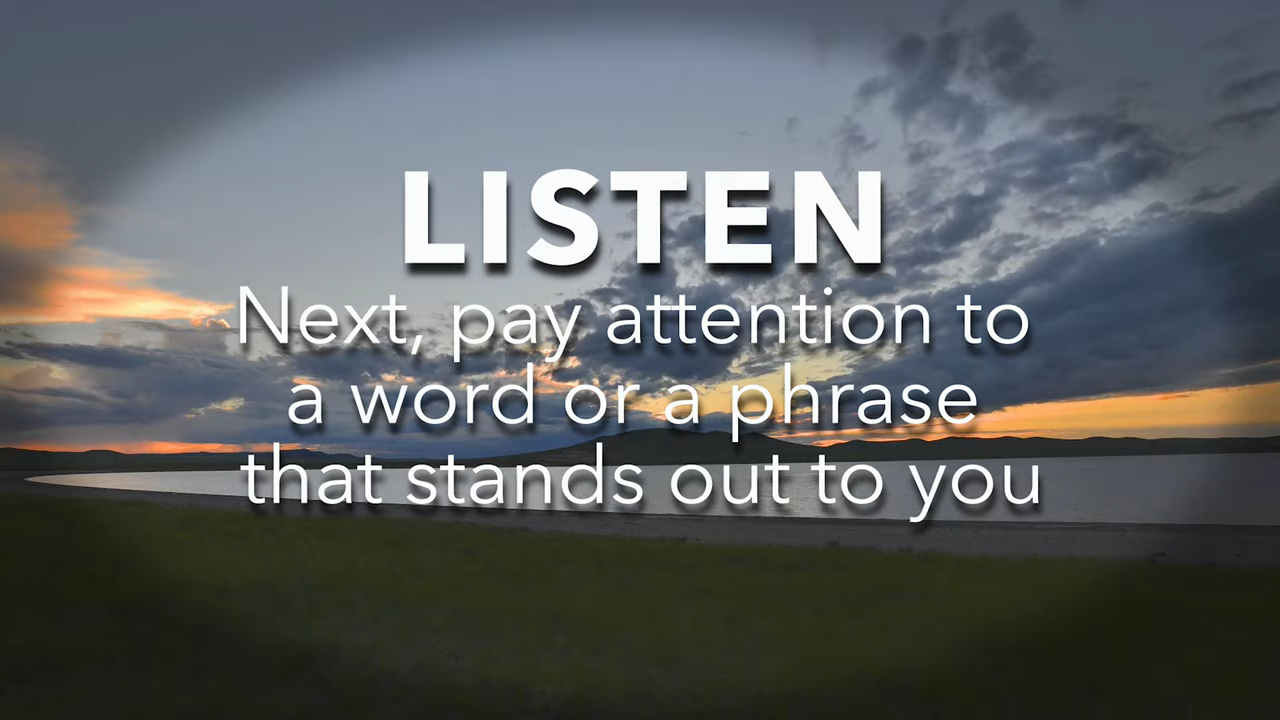 LISTEN
Next, pay attention to
a word or a phrase
that stands out to you